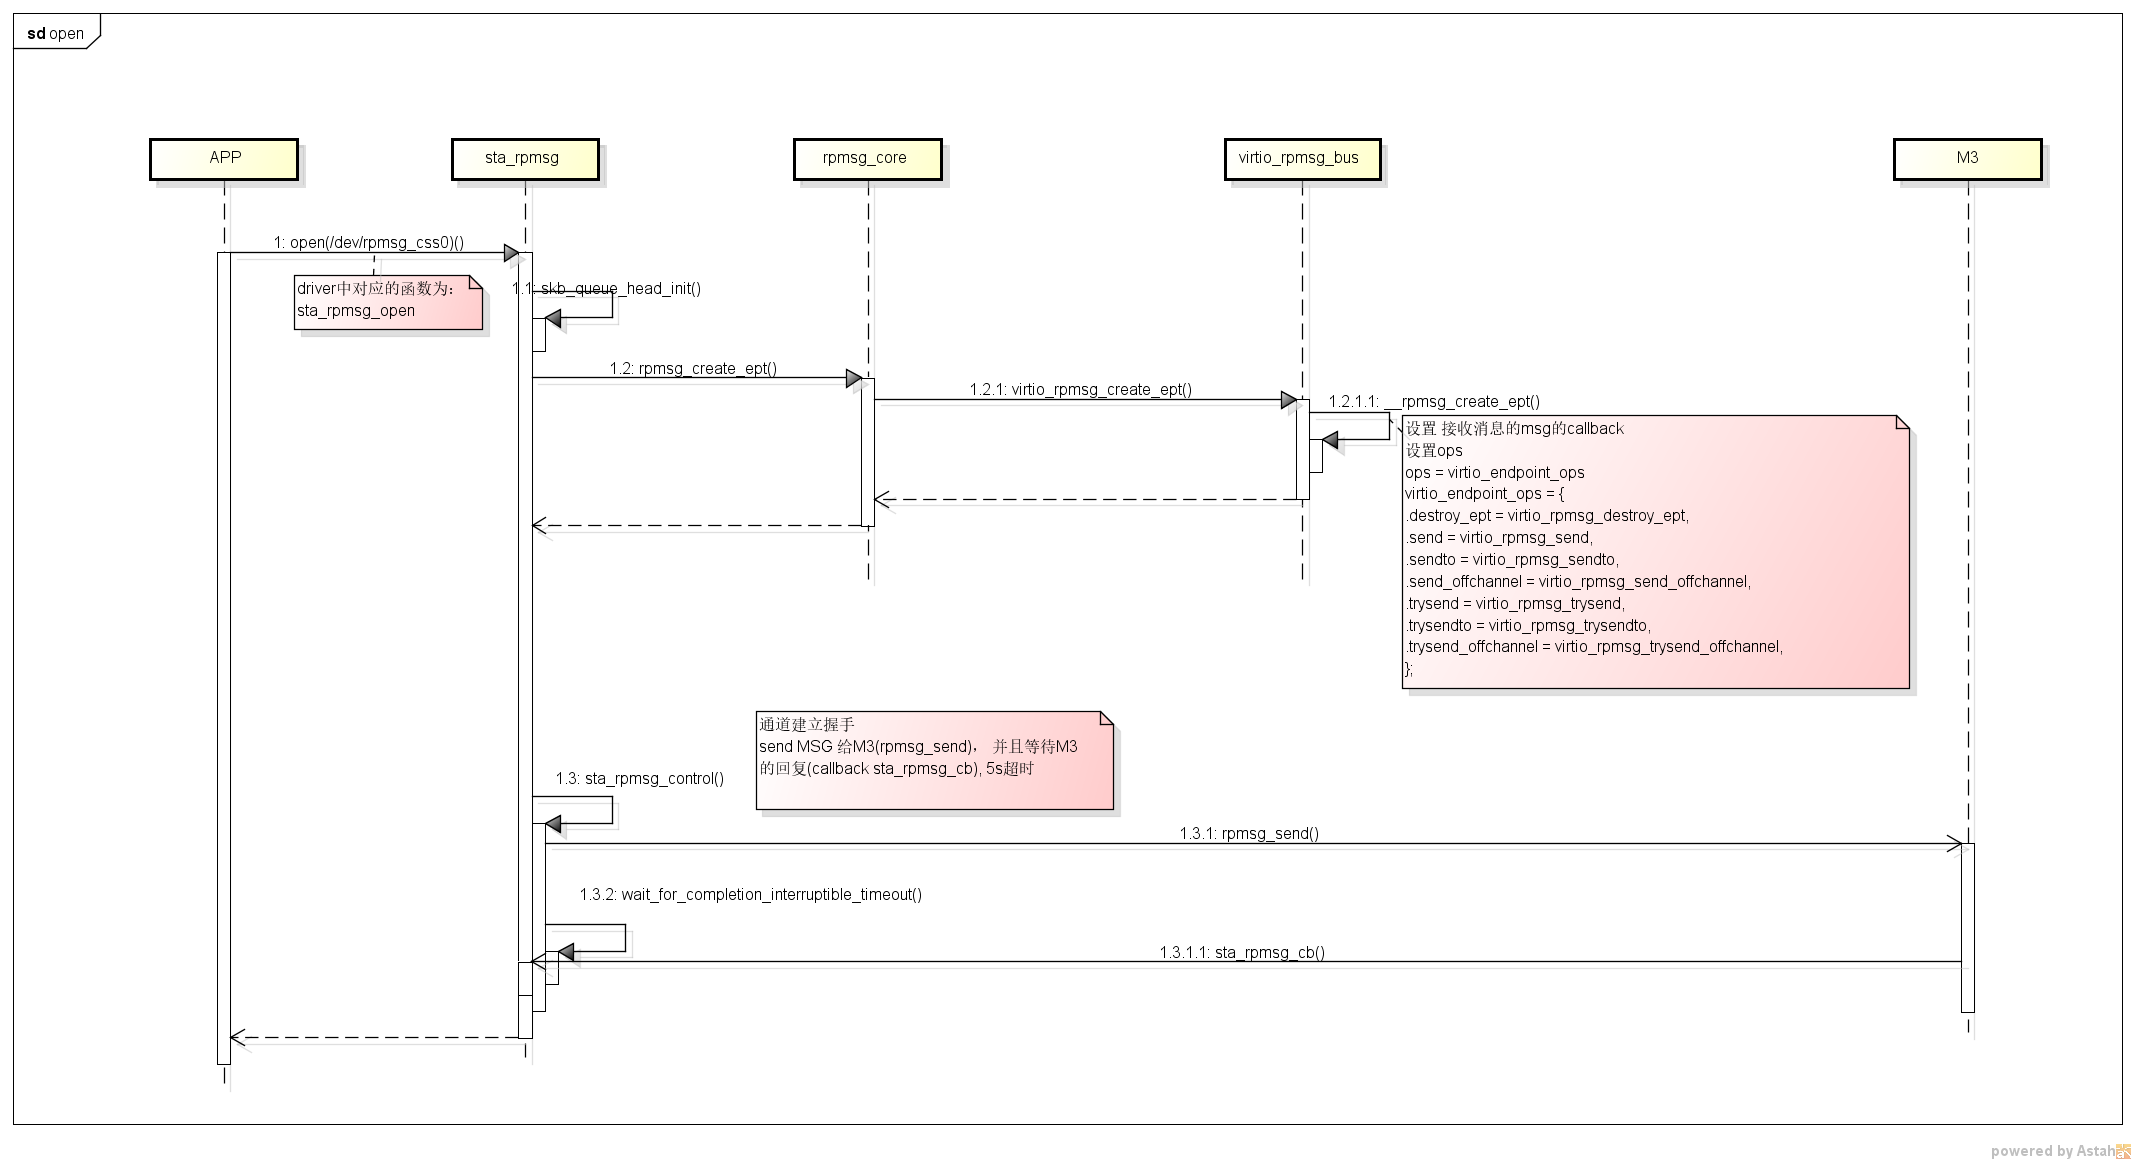 sd open
APP
sta_rpmsg
rpmsg_core
virtio_rpmsg_bus
M3
1: open(/dev/rpmsg_css0)()
driver中对应的函数为：
sta_rpmsg_open
1.1: skb_queue_head_init()
1.2: rpmsg_create_ept()
1.2.1: virtio_rpmsg_create_ept()
1.2.1.1: __rpmsg_create_ept()
设置 接收消息的msg的callback
设置ops
ops = virtio_endpoint_ops
virtio_endpoint_ops = {
.destroy_ept = virtio_rpmsg_destroy_ept,
.send = virtio_rpmsg_send,
.sendto = virtio_rpmsg_sendto,
.send_offchannel = virtio_rpmsg_send_offchannel,
.trysend = virtio_rpmsg_trysend,
.trysendto = virtio_rpmsg_trysendto,
.trysend_offchannel = virtio_rpmsg_trysend_offchannel,
};
通道建立握手
send MSG 给M3(rpmsg_send)， 并且等待M3
的回复(callback sta_rpmsg_cb), 5s超时
1.3: sta_rpmsg_control()
1.3.1: rpmsg_send()
1.3.2: wait_for_completion_interruptible_timeout()
1.3.1.1: sta_rpmsg_cb()
powered by Astah